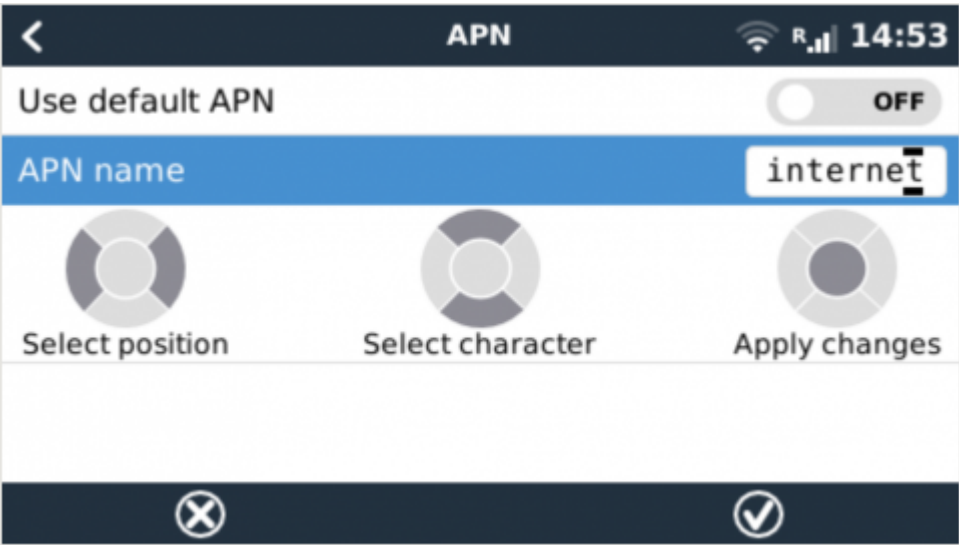 APN R 14:53
Use default APN OFF
APN name internet
Select position Select character Apply changes